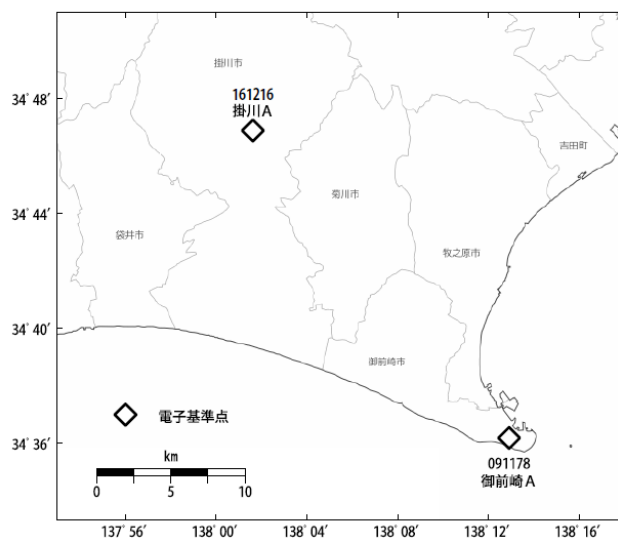 掛川市
161216
掛川A
吉田町
菊川市
袋井市
牧之原市
御前崎市
電子基準点
km
0 5 10
091178
御前崎A
34° 48′
34° 44′
34° 40′
34° 36′
137° 56′ 138° 00′ 138° 04′ 138° 08′ 138° 12′ 138° 16′